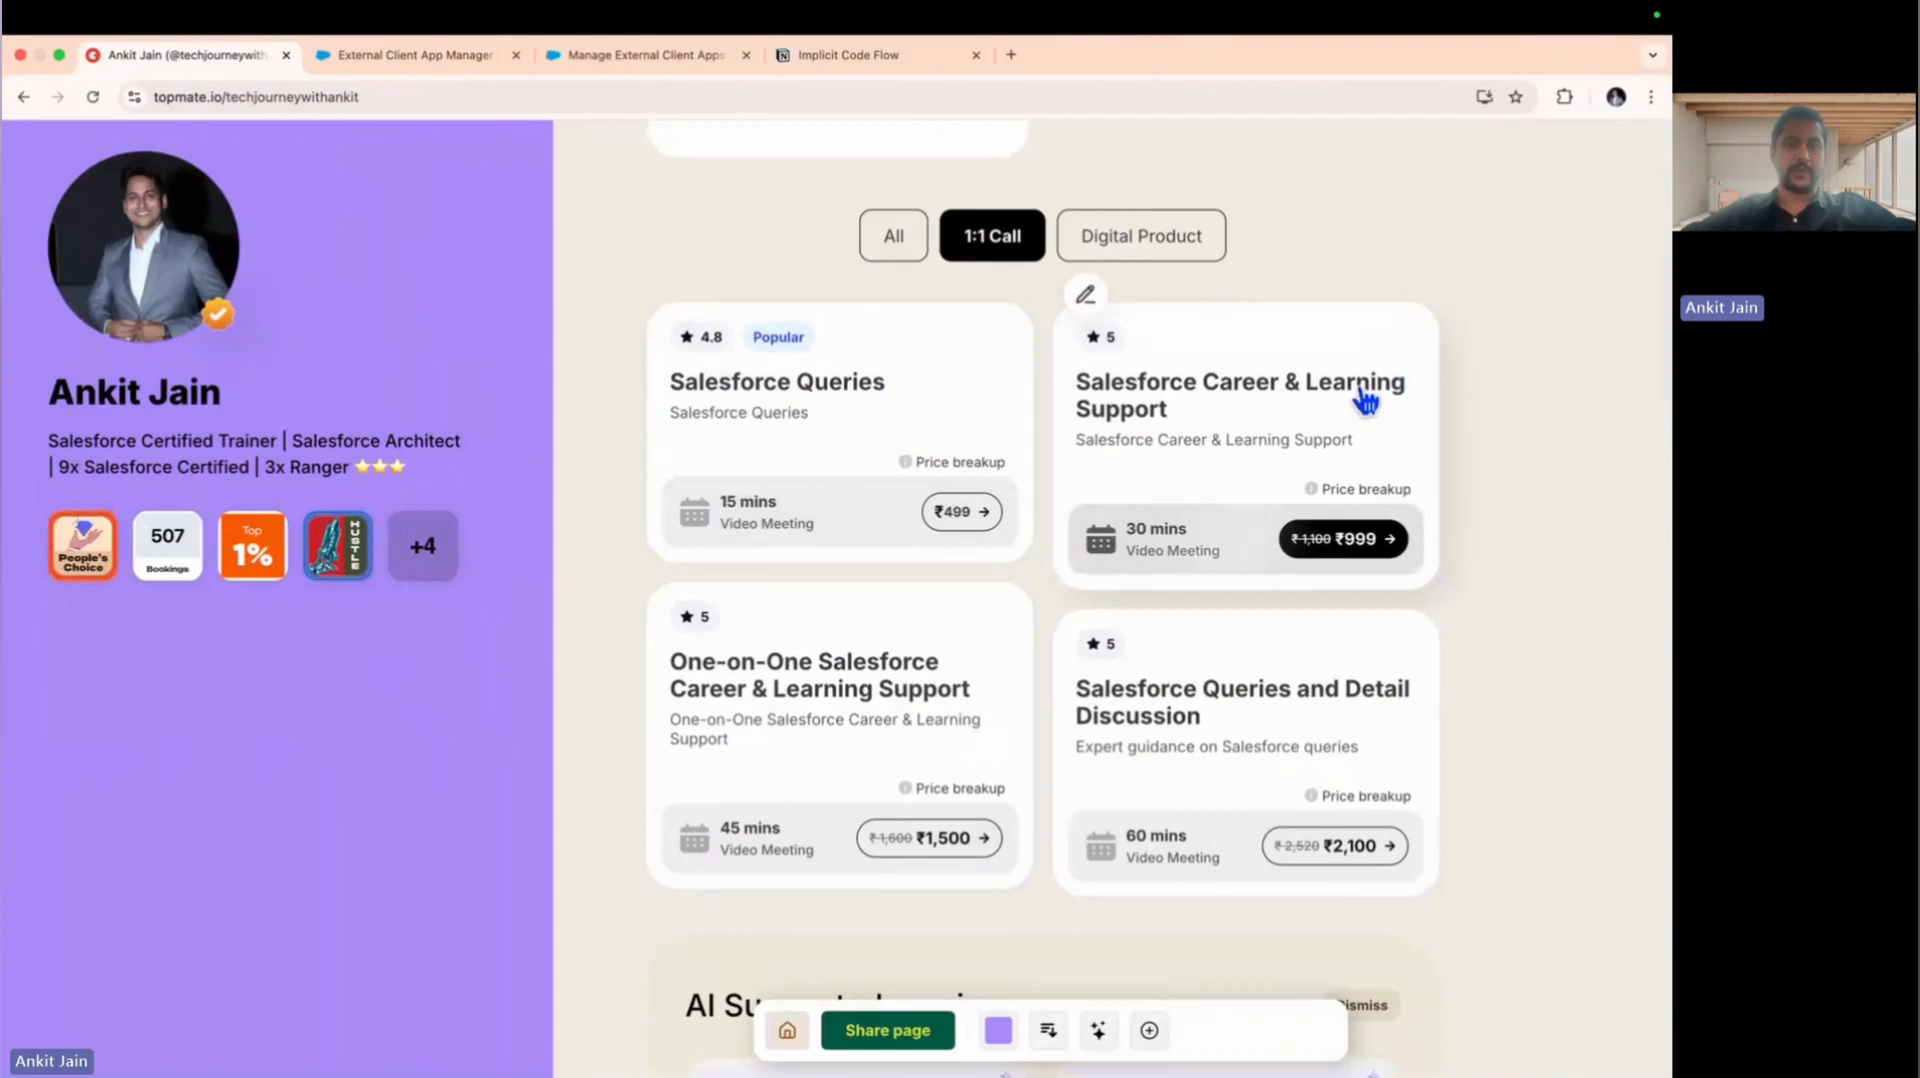 Ankit Jain (@techjourneywith
External Client App Manager
Manage External Client Apps
Implicit Code Flow
topmate.io/techjourneywithankit
Ankit Jain
Salesforce Certified Trainer | Salesforce Architect
| 9x Salesforce Certified | 3x Ranger
People's
Choice
507
Bookings
Top
1%
HUSTLE
+4
All
1:1 Call
Digital Product
4.8
Popular
Salesforce Queries
Salesforce Queries
Price breakup
15 mins
Video Meeting
₹499
5
Salesforce Career & Learning
Support
Salesforce Career & Learning Support
Price breakup
30 mins
Video Meeting
₹1,100 ₹999
5
One-on-One Salesforce
Career & Learning Support
One-on-One Salesforce Career & Learning
Support
Price breakup
45 mins
Video Meeting
₹1,600 ₹1,500
5
Salesforce Queries and Detail
Discussion
Expert guidance on Salesforce queries
Price breakup
60 mins
Video Meeting
₹2,520 ₹2,100
AI
Dismiss
Share page
Ankit Jain
Ankit Jain